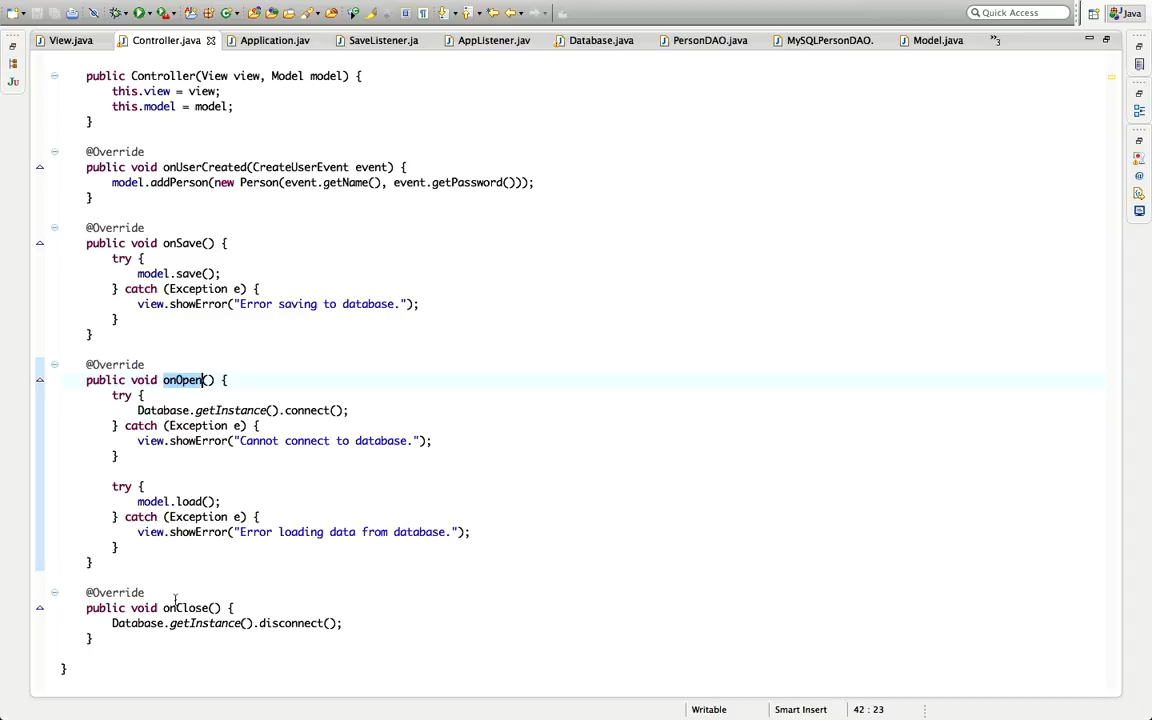 Quick Access
Java
View.java
Controller.java
Application.jav
SaveListener.ja
AppListener.jav
Database.java
PersonDAO.java
MySQLPersonDAO.
Model.java
»3
public Controller(View view, Model model) {
this.view = view;
this.model = model;
}
@Override
public void onUserCreated(CreateUserEvent event) {
model.addPerson(new Person(event.getName(), event.getPassword()));
}
@Override
public void onSave() {
try {
model.save();
} catch (Exception e) {
view.showError("Error saving to database.");
}
}
@Override
public void onOpen() {
try {
Database.getInstance().connect();
} catch (Exception e) {
view.showError("Cannot connect to database.");
}
try {
model.load();
} catch (Exception e) {
view.showError("Error loading data from database.");
}
}
@Override
public void onClose() {
Database.getInstance().disconnect();
}
}
Writable
Smart Insert
42 : 23